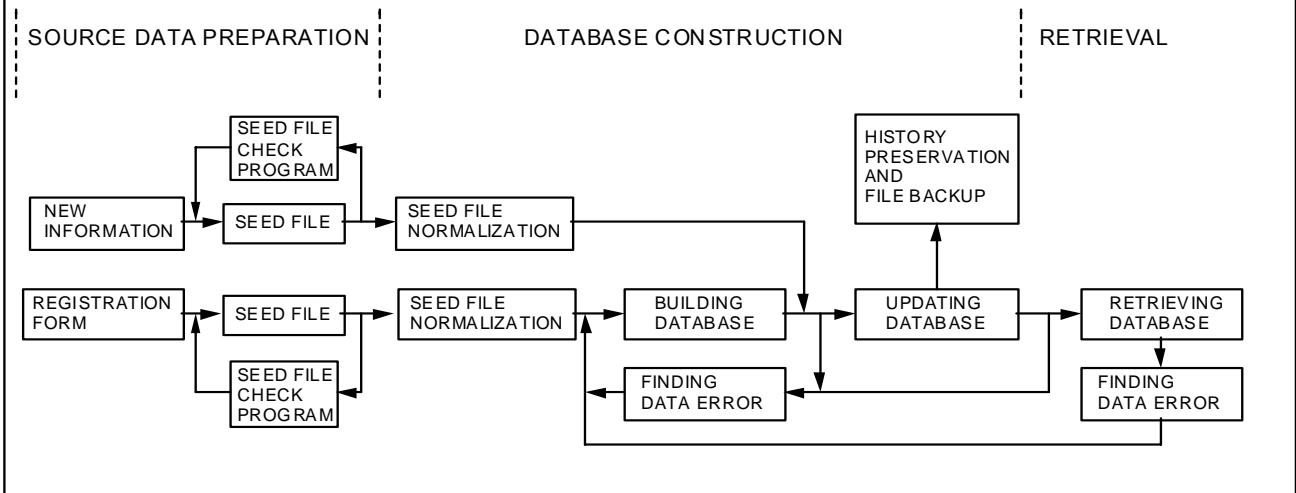 SOURCE DATA PREPARATION
DATABASE CONSTRUCTION
RETRIEVAL
SEED FILE
CHECK
PROGRAM
HISTORY
PRESERVATION
AND
FILE BACKUP
NEW
INFORMATION
SEED FILE
SEED FILE
NORMALIZATION
REGISTRATION
FORM
SEED FILE
SEED FILE
NORMALIZATION
BUILDING
DATABASE
UPDATING
DATABASE
RETRIEVING
DATABASE
SEED FILE
CHECK
PROGRAM
FINDING
DATA ERROR
FINDING
DATA ERROR